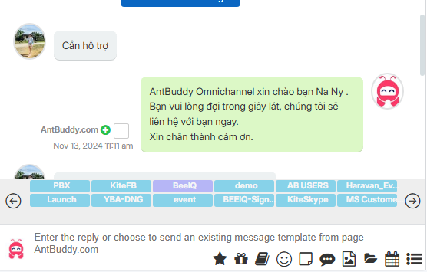 Cần hỗ trợ
AntBuddy Omnichannel xin chào bạn Na Ny .
Bạn vui lòng đợi trong giây lát, chúng tôi sẽ
liên hệ với bạn ngay.
Xin chân thành cảm ơn.
AntBuddy.com
Nov 13, 2024 11:11 am
PBX KiteFB BeeIQ demo AB USERS Haravan_Ex..
Launch YBA-DNG event BEEIQ-Sign.. KiteSkype MS Custome
Enter the reply or choose to send an existing message template from page
AntBuddy.com